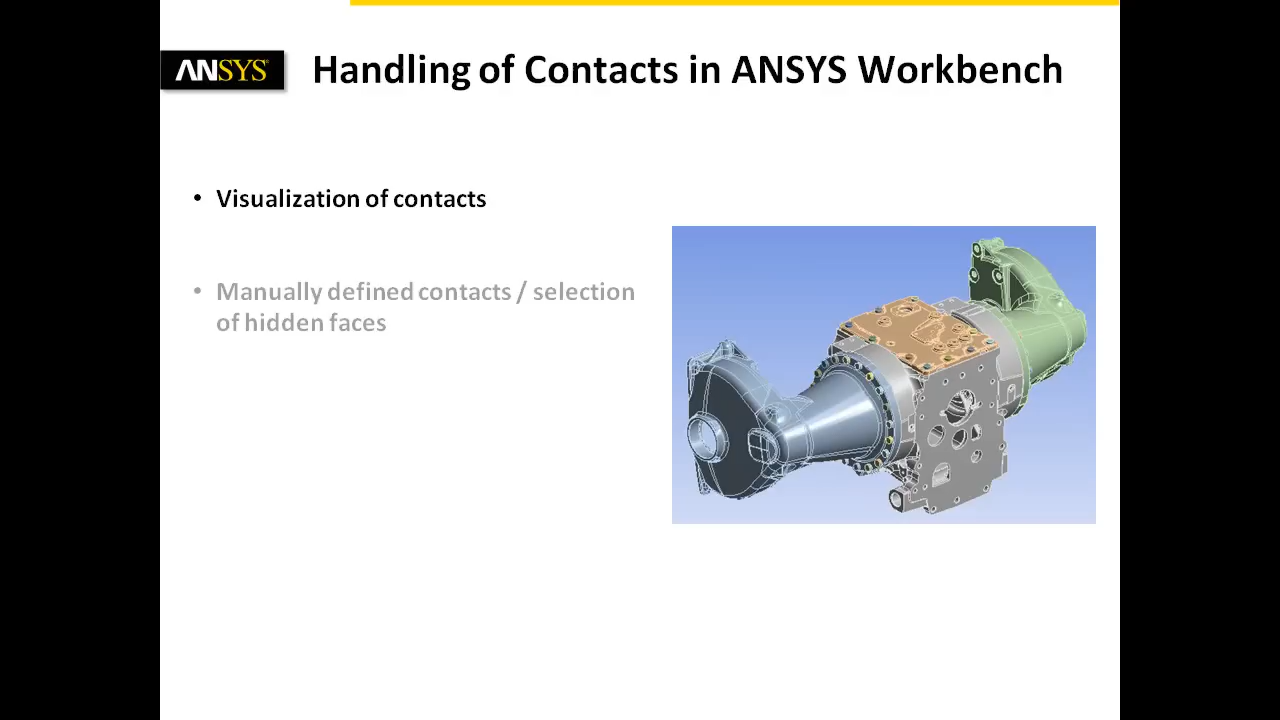 ANSYS
Handling of Contacts in ANSYS Workbench
• Visualization of contacts
• Manually defined contacts / selection
of hidden faces